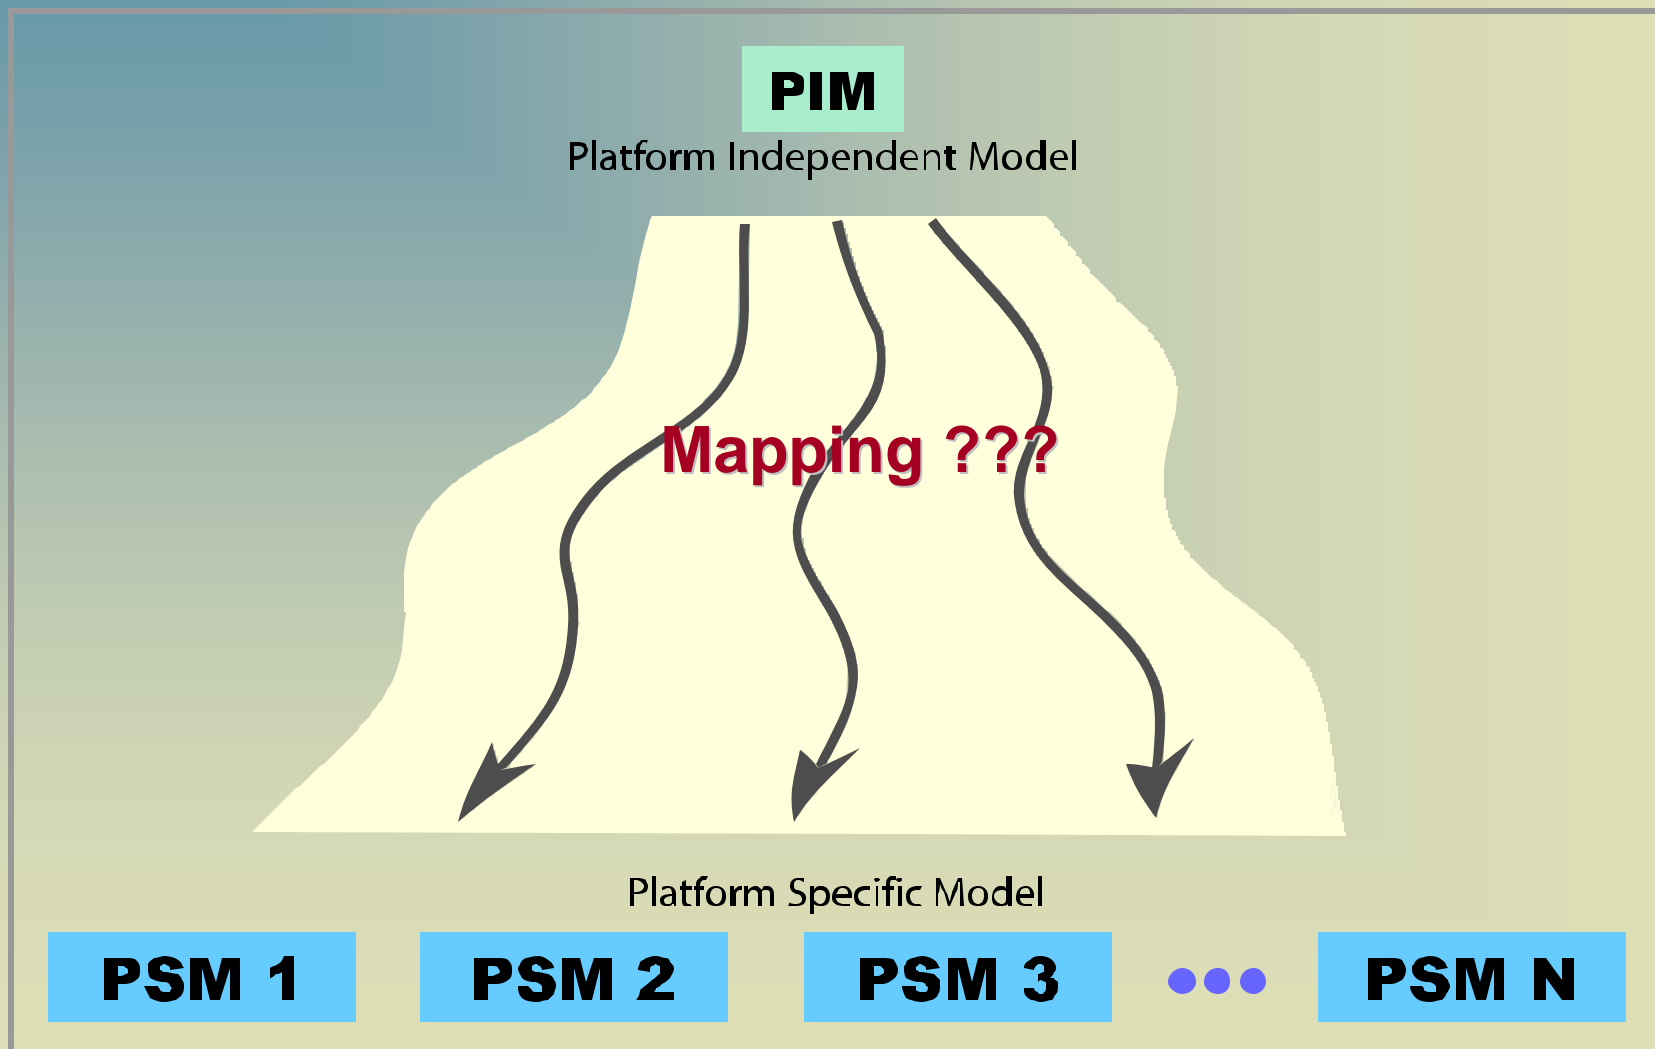 PIM
Platform Independent Model
Mapping ???
Platform Specific Model
PSM 1
PSM 2
PSM 3
PSM N